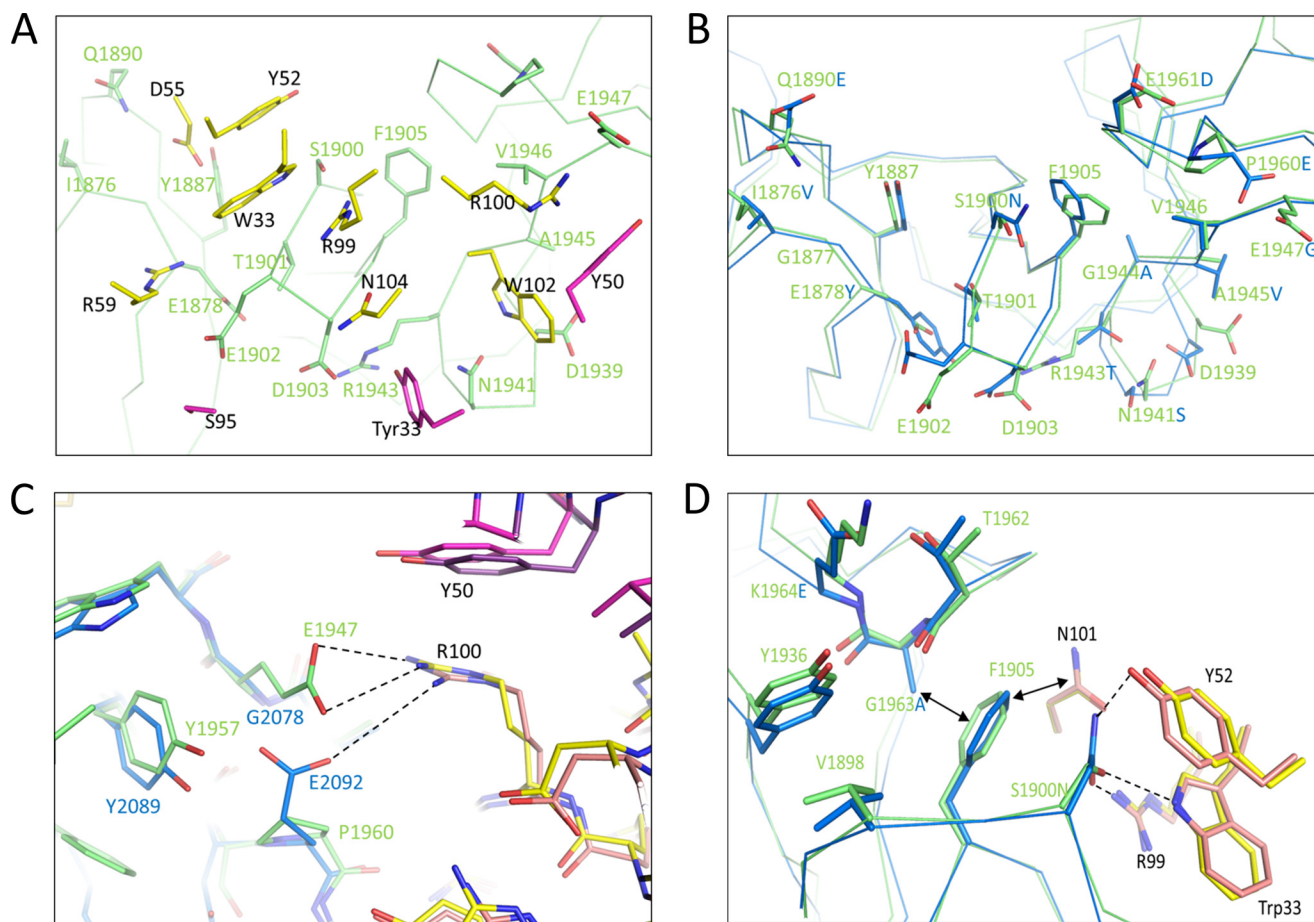 A
Q1890
D55
Y52
E1947
F1905
S1900
V1946
I1876
Y1887
W33
R100
R99
A1945
T1901
N104
W102
Y50
R59
E1878
E1902
D1939
D1903
R1943
N1941
S95
Tyr33
B
Q1890E
E1961D
Y1887
F1905
P1960E
I1876V
S1900N
V1946
G1877
E1947G
G1944A
E1878Y
T1901
A1945V
R1943T
D1939
E1902
D1903
N1941S
C
Y50
E1947
R100
G2078
Y1957
E2092
Y2089
P1960
D
T1962
K1964E
N101
Y1936
F1905
Y52
G1963A
V1898
S1900N
R99
Trp33